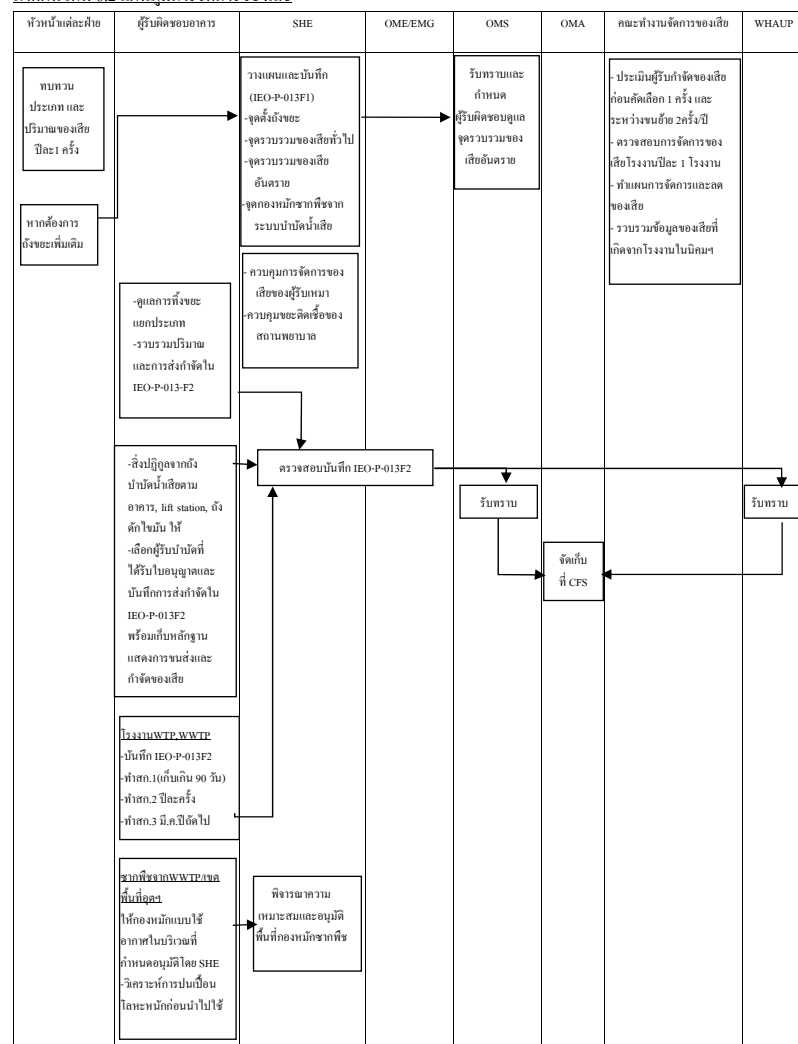 หัวหน้าแต่ละฝ่าย
ผู้รับผิดชอบอาคาร
SHE
OME/EMG
OMS
OMA
คณะทำงานจัดการของเสีย
WHAUP
ทบทวน
ประเภท และ
ปริมาณของเสีย
ปีละ1 ครั้ง
หากต้องการ
ถังขยะเพิ่มเติม
วางแผนและบันทึก
(IEO-P-013F1)
-จุดตั้งถังขยะ
-จุดรวบรวมของเสียทั่วไป
-จุดรวบรวมของเสีย
อันตราย
-จุดกองหมักซากพืชจาก
ระบบบำบัดน้ำเสีย
รับทราบและ
กำหนด
ผู้รับผิดชอบดูแล
จุดรวบรวมของ
เสียอันตราย
- ประเมินผู้รับกำจัดของเสีย
ก่อนคัดเลือก 1 ครั้ง และ
ระหว่างขนย้าย 2ครั้ง/ปี
- ตรวจสอบการจัดการของ
เสียโรงงานปีละ 1 โรงงาน
- ทำแผนการจัดการและลด
ของเสีย
- รวบรวมข้อมูลของเสียที่
เกิดจากโรงงานในนิคมฯ
- ควบคุมการจัดการของ
เสียของผู้รับเหมา
-ควบคุมขยะติดเชื้อของ
สถานพยาบาล
-ดูแลการทิ้งขยะ
แยกประเภท
-รวบรวมปริมาณ
และการส่งกำจัดใน
IEO-P-013-F2
-สิ่งปฏิกูลจากถัง
บำบัดน้ำเสียตาม
อาคาร, lift station, ถัง
ดักไขมัน ให้
-เลือกผู้รับบำบัดที่
ได้รับใบอนุญาตและ
บันทึกการส่งกำจัดใน
IEO-P-013F2
พร้อมเก็บหลักฐาน
แสดงการขนส่งและ
กำจัดของเสีย
ตรวจสอบบันทึก IEO-P-013F2
รับทราบ
รับทราบ
จัดเก็บ
ที่ CFS
โรงงานWTP,WWTP
-บันทึก IEO-P-013F2
-ทำสก.1(เก็บเกิน 90 วัน)
-ทำสก.2 ปีละครั้ง
-ทำสก.3 มี.ค.ปีถัดไป
ซากพืชจากWWTP/เขต
พื้นที่อุตฯ
ให้กองหมักแบบใช้
อากาศในบริเวณที่
กำหนดอนุมัติโดย SHE
-วิเคราะห์การปนเปื้อน
โลหะหนักก่อนนำไปใช้
พิจารณาความ
เหมาะสมและอนุมัติ
พื้นที่กองหมักซากพืช